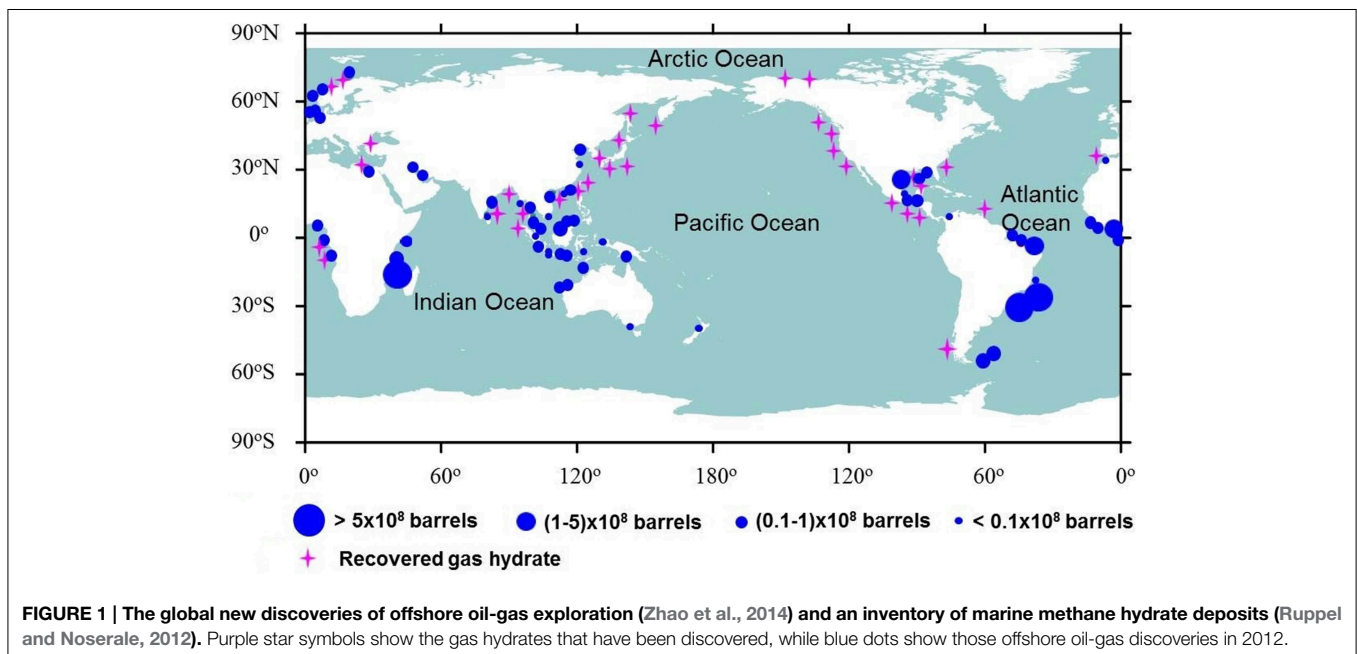 90ºN
Arctic Ocean
60ºN
30ºN
Atlantic
Ocean
Pacific Ocean
0º
Indian Ocean
30ºS
60ºS
90ºS
0º 60º 120º 180º 120º 60º 0º
> 5x10⁸ barrels (1-5)x10⁸ barrels (0.1-1)x10⁸ barrels < 0.1x10⁸ barrels
Recovered gas hydrate
FIGURE 1 | The global new discoveries of offshore oil-gas exploration (Zhao et al., 2014) and an inventory of marine methane hydrate deposits (Ruppel
and Noserale, 2012). Purple star symbols show the gas hydrates that have been discovered, while blue dots show those offshore oil-gas discoveries in 2012.